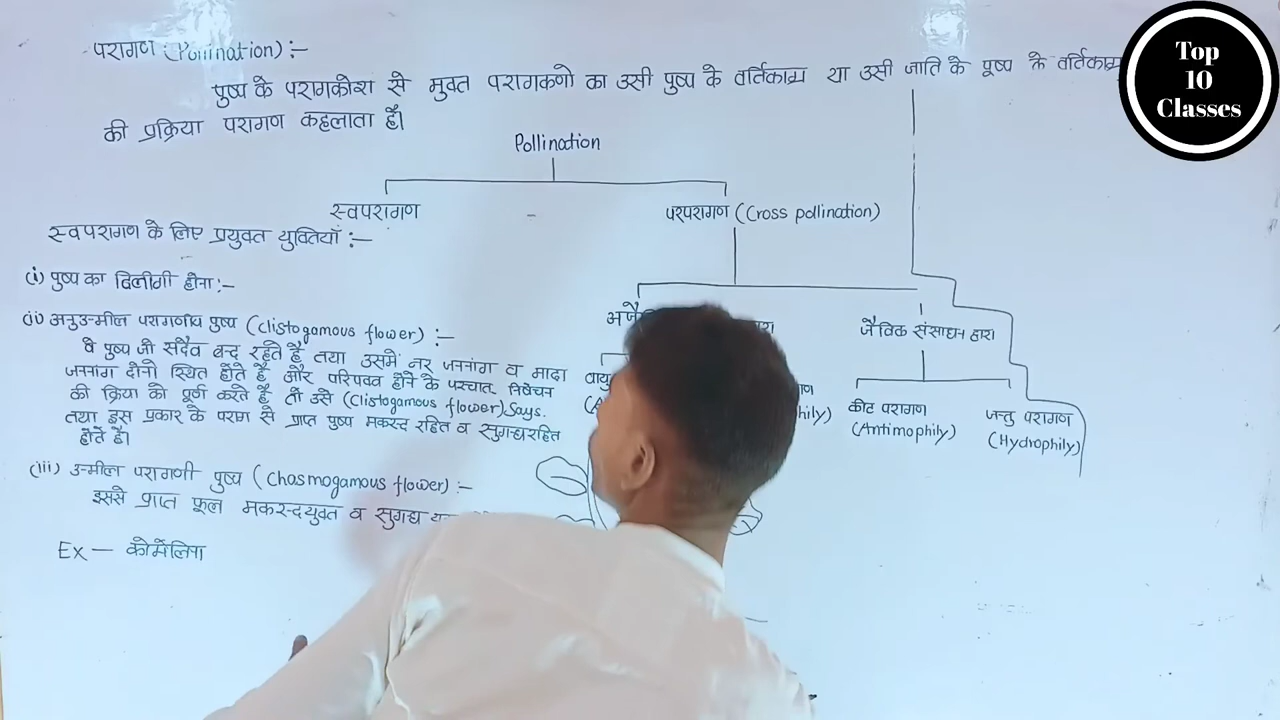 परागण (Pollination) :-
पुष्प के परागकोश से मुक्त परागकणो का उसी पुष्प के वर्तिकाग्र या उसी जाति के पुष्प के वर्तिकाग्र
की प्रक्रिया परागण कहलाता है।
Pollination
स्वपरागण
परपरागण (Cross pollination)
स्वपरागण के लिए प्रयुक्त युक्तियाँ :-
(i) पुष्प का द्विलीगी होना :-
(ii) अनुउन्मील परागणीय पुष्प (clistogamous flower) :-
वे पुष्प जो सदैव बन्द रहते है तथा उसमें नर जननांग व मादा
जननांग दोनो स्थित होते है और परिपक्व होने के पश्चात् निषेचन
की क्रिया को पूर्ण करते है तो उसे (Clistogamous flower) Says.
तथा इस प्रकार के से प्राप्त पुष्प मकरन्द रहित व सुगन्धरहित
होते है।
(iii) उन्मील परागणी पुष्प (Chasmogamous flower) :-
इससे प्राप्त फूल मकरन्दयुक्त व सुगन्ध
Ex — कोमेलिना
जैविक संसाधन द्वारा
कीट परागण
(Antimophily)
जन्तु परागण
(Hydrophily)
Top
10
Classes